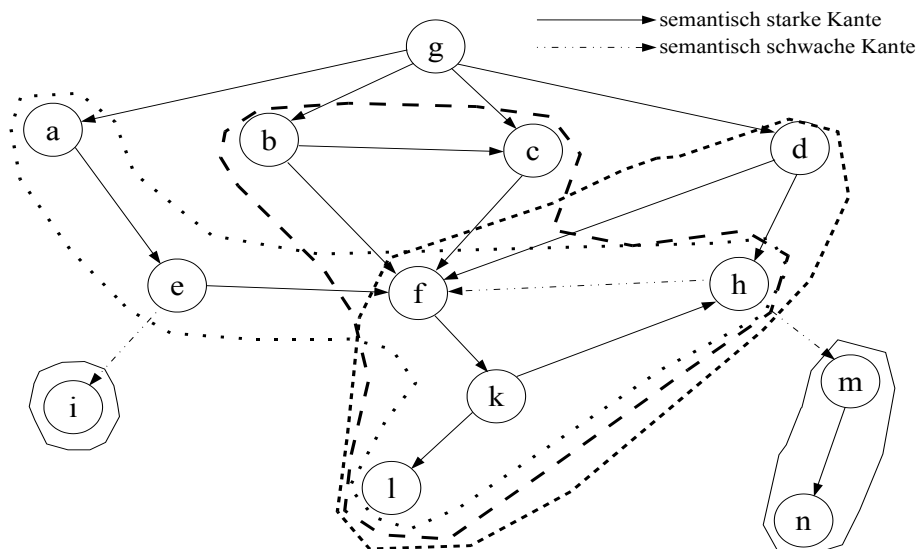 semantisch starke Kante
semantisch schwache Kante
g
a
b
c
d
e
f
h
i
k
m
l
n